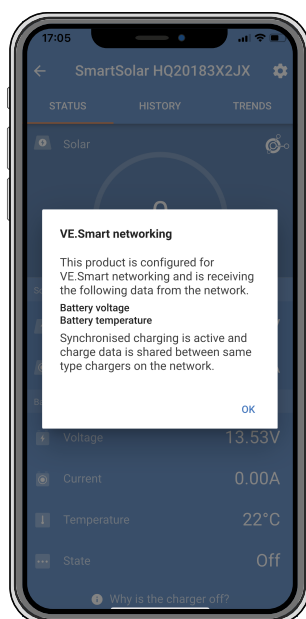 17:05
SmartSolar HQ20183X2JX
STATUS HISTORY TRENDS
Solar
VE.Smart networking
This product is configured for
VE.Smart networking and is receiving
the following data from the network.
Battery voltage
Battery temperature
Synchronised charging is active and
charge data is shared between same
type chargers on the network.
OK
Voltage 13.53V
Current 0.00A
Temperature 22°C
State Off
Why is the charger off?